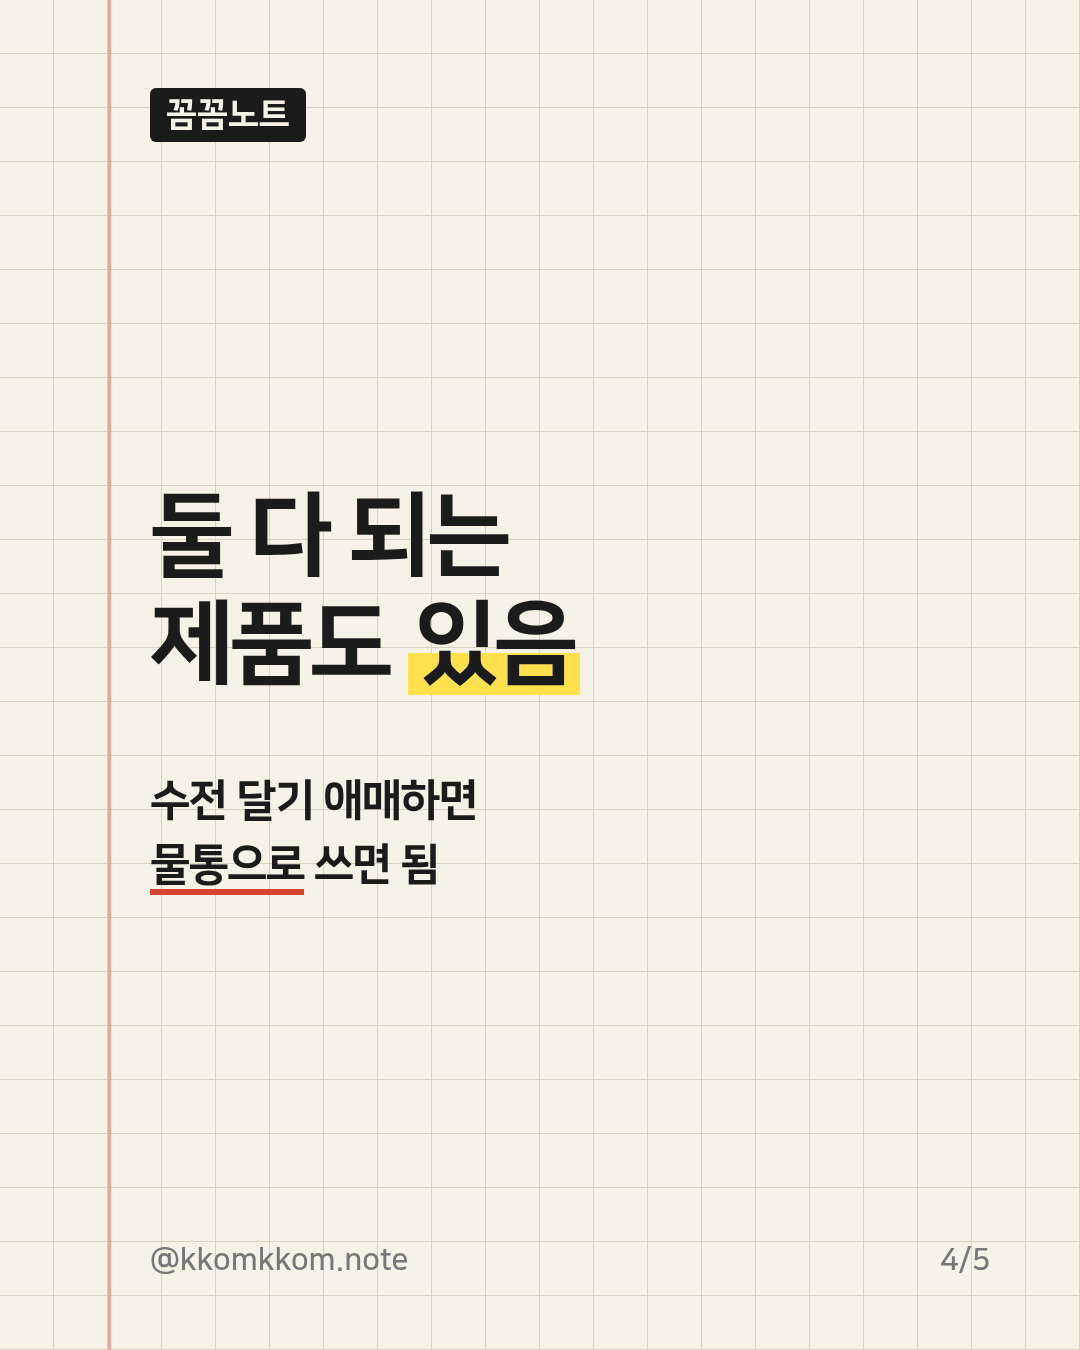 꼼꼼노트
둘 다 되는
제품도 있음
수전 달기 애매하면
물통으로 쓰면 됨
@kkomkkom.note
4/5